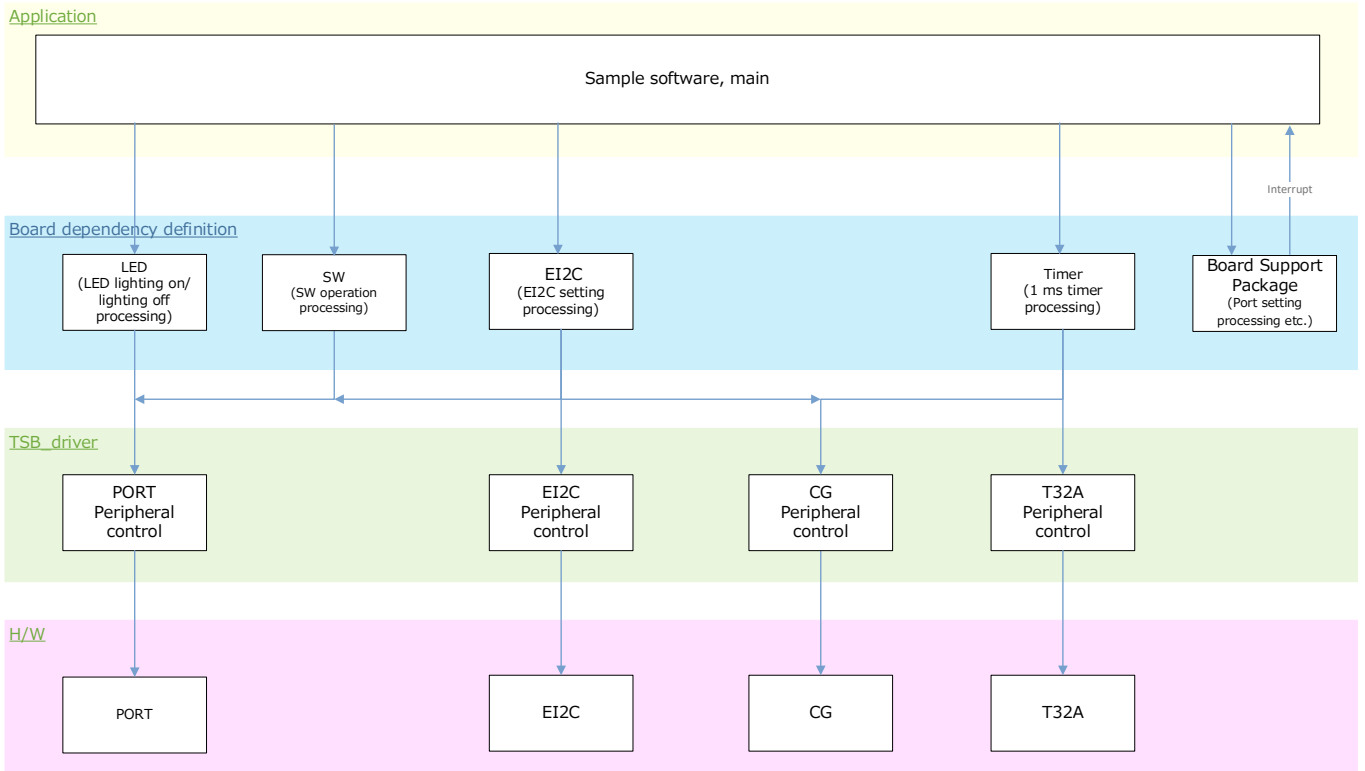 Application
Sample software, main
Interrupt
Board dependency definition
LED
(LED lighting on/
lighting off
processing)
SW
(SW operation
processing)
EI2C
(EI2C setting
processing)
Timer
(1 ms timer
processing)
Board Support
Package
(Port setting
processing etc.)
TSB_driver
PORT
Peripheral
control
EI2C
Peripheral
control
CG
Peripheral
control
T32A
Peripheral
control
H/W
PORT
EI2C
CG
T32A